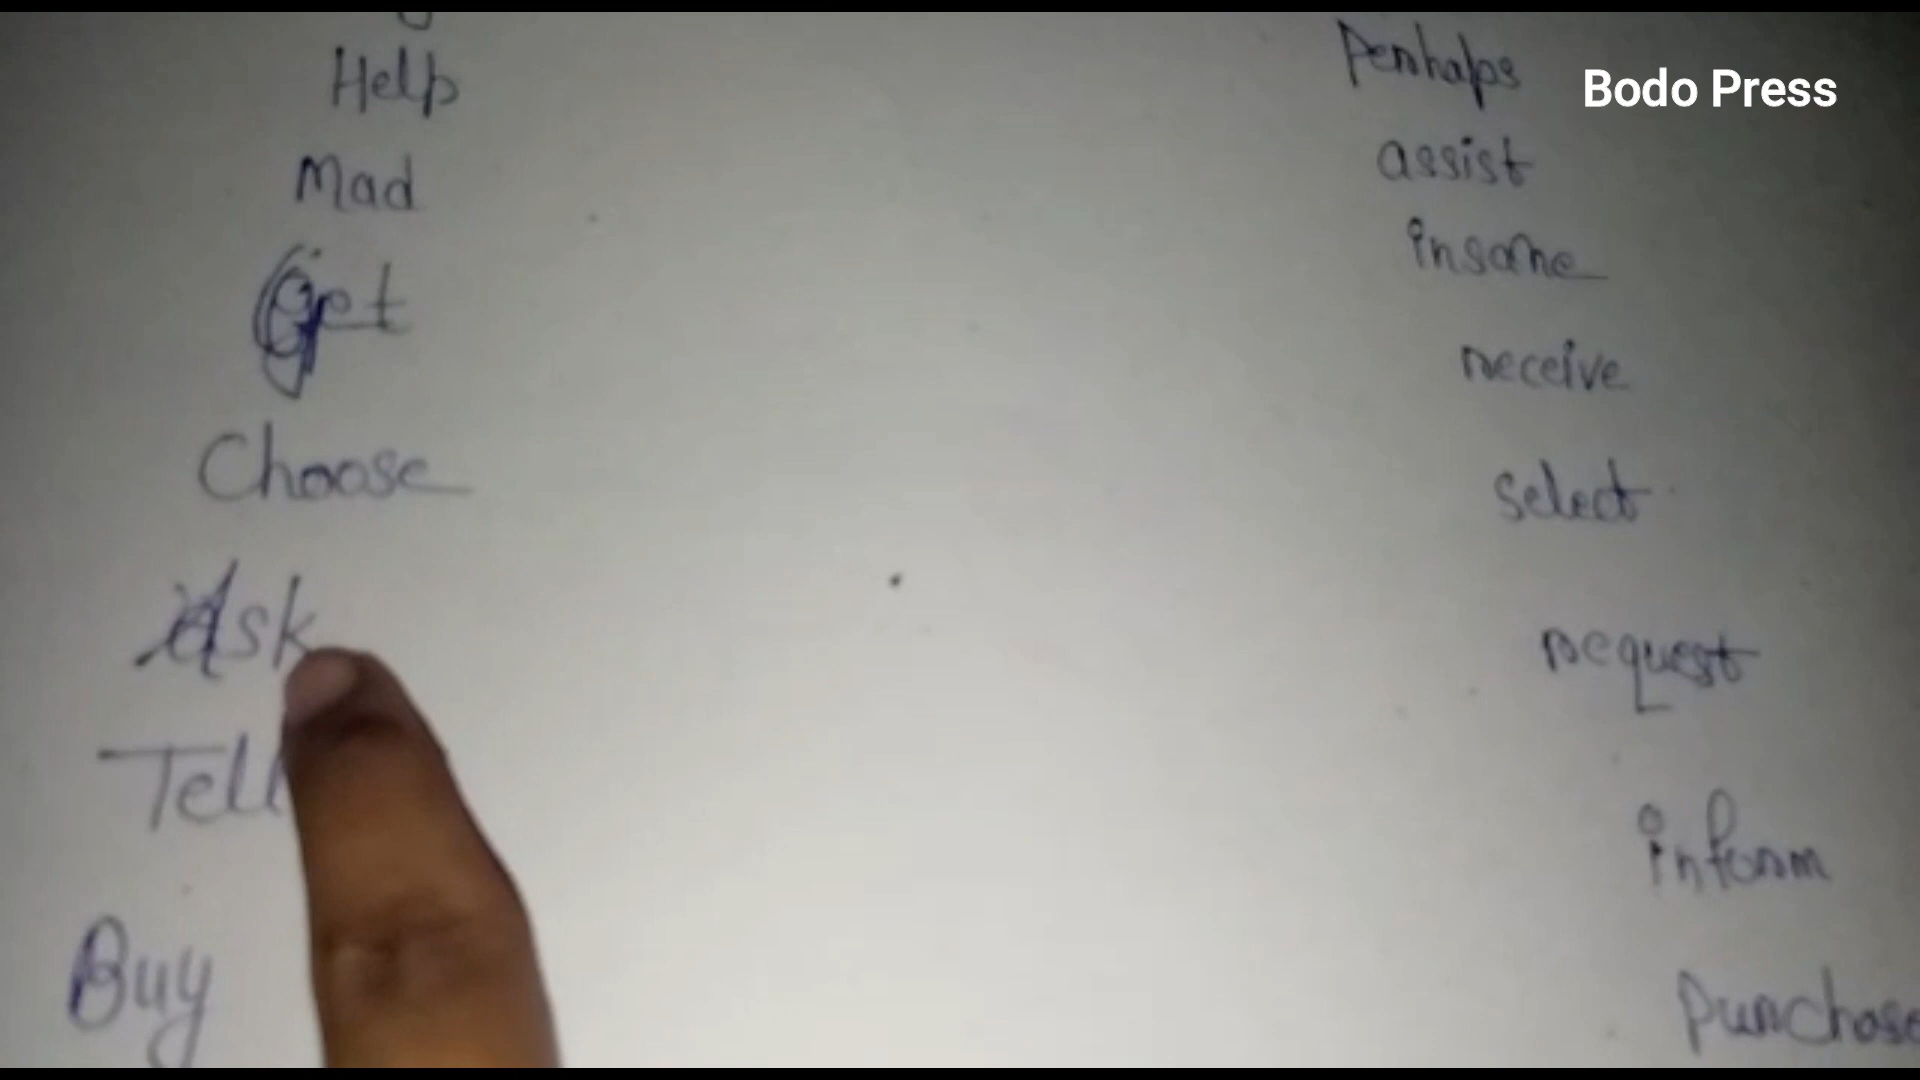 Perhaps
Bodo Press
Help
assist
Mad
insane
Get
receive
Choose
select
Ask
request
Tell
inform
Buy
Purchase